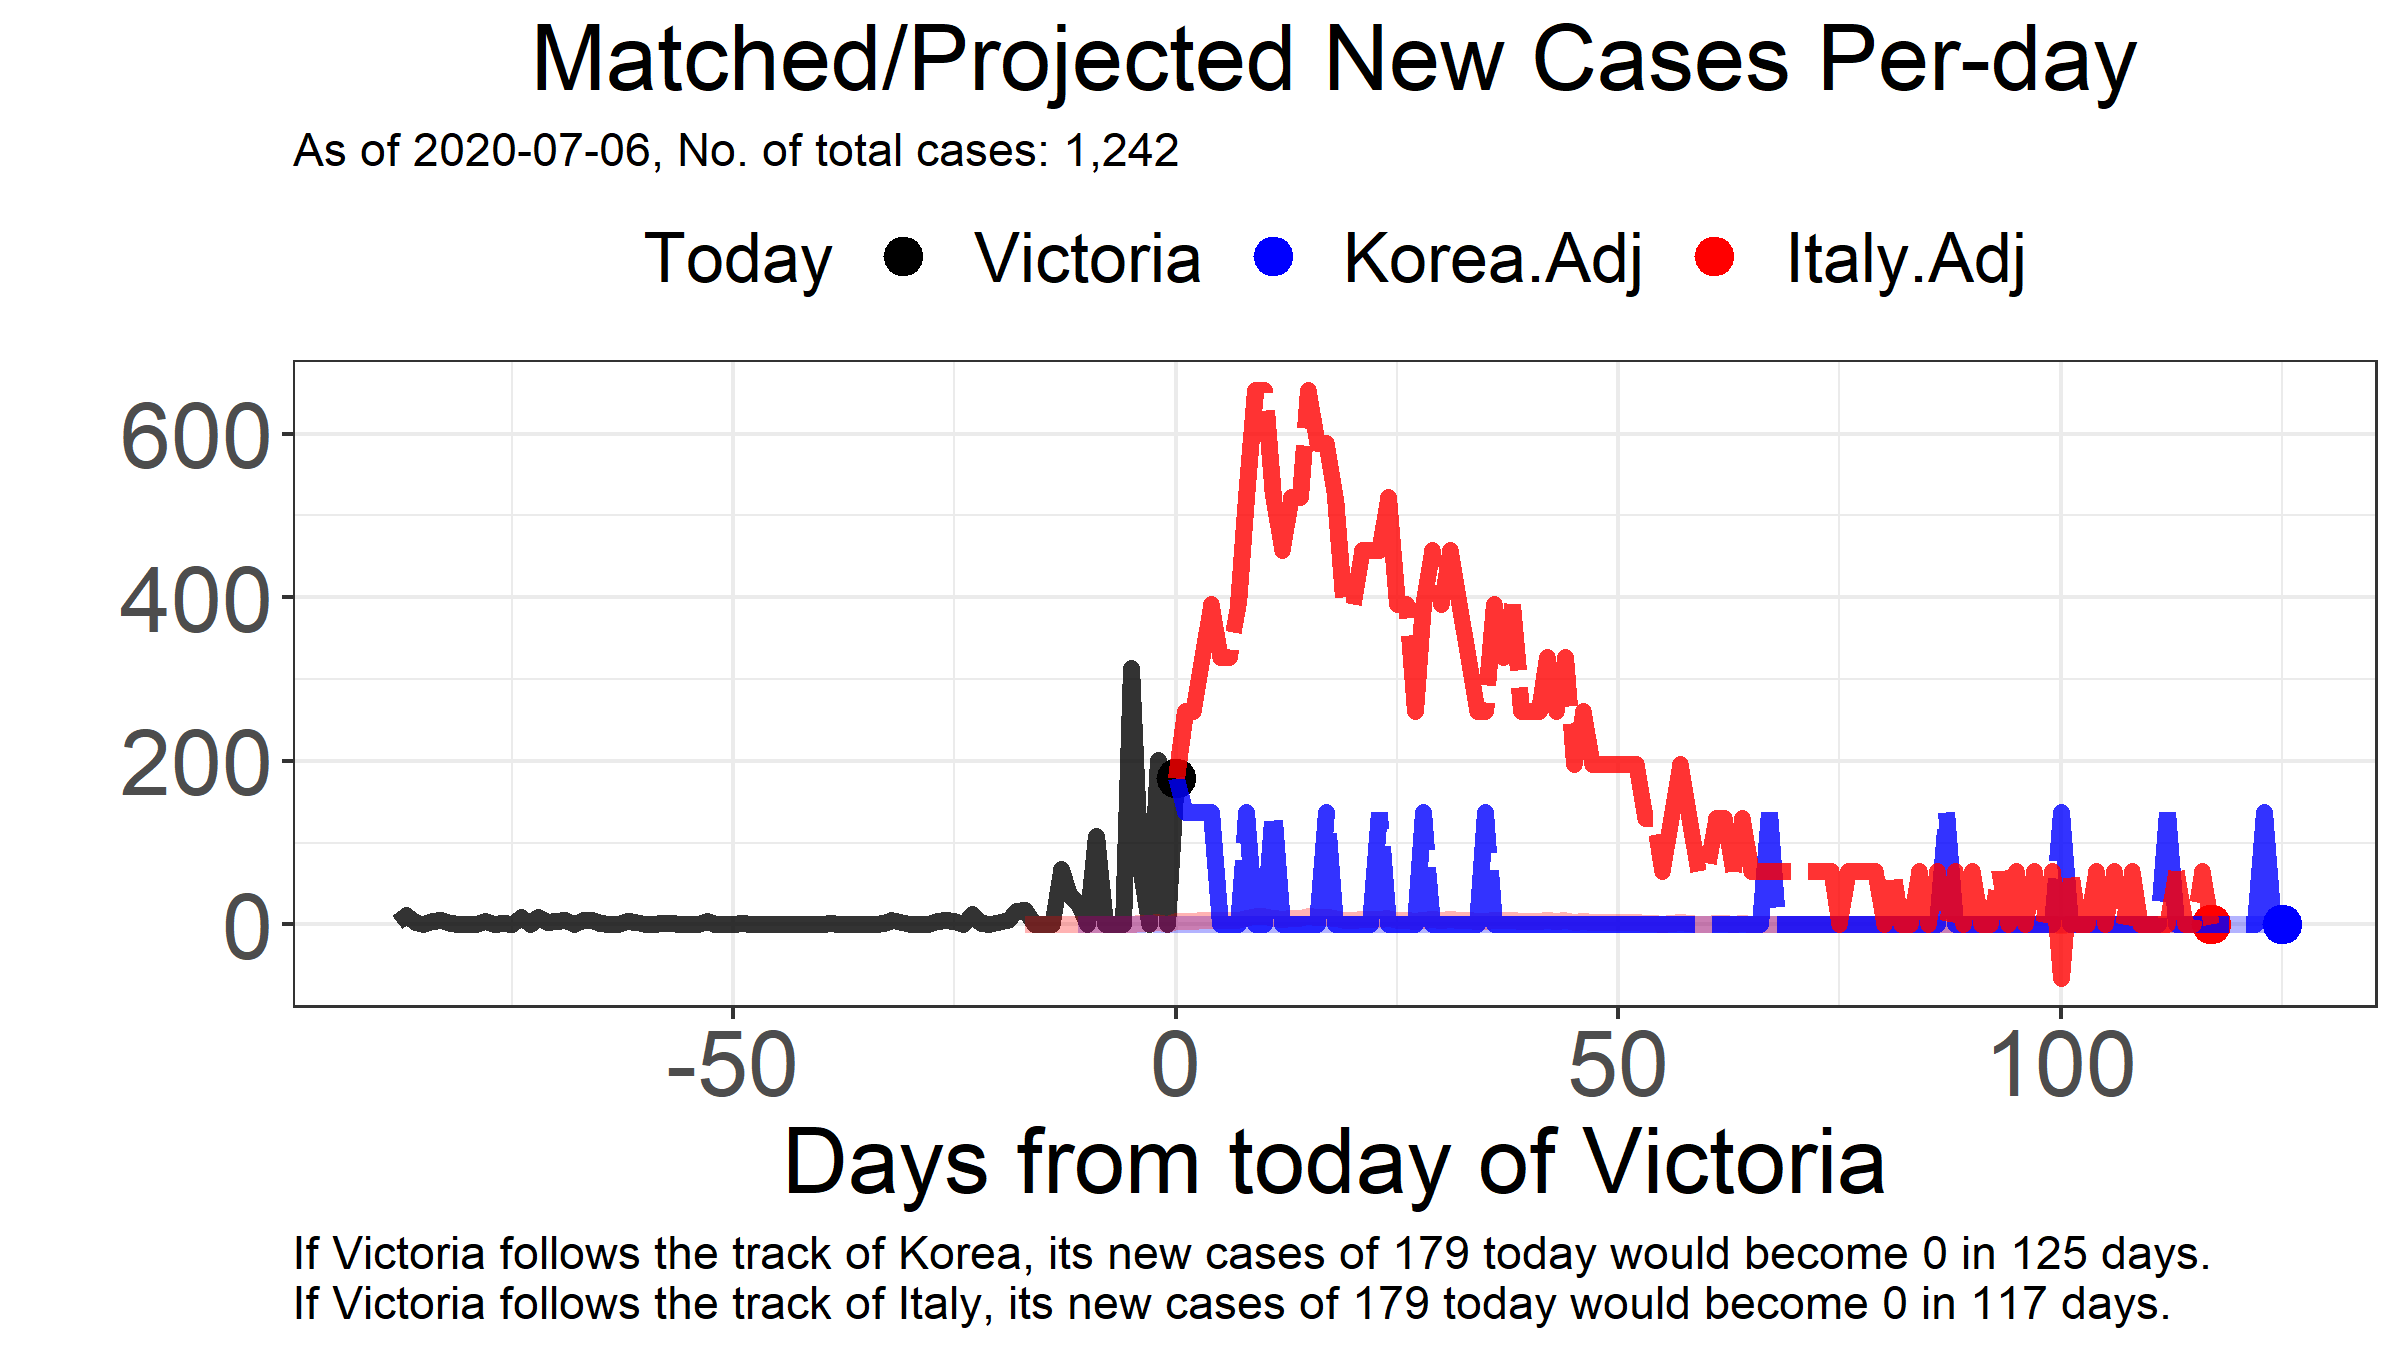 Matched/Projected New Cases Per-day
As of 2020-07-06, No. of total cases: 1,242
Today Victoria Korea.Adj Italy.Adj
600
400
200
0
-50 0 50 100
Days from today of Victoria
If Victoria follows the track of Korea, its new cases of 179 today would become 0 in 125 days.
If Victoria follows the track of Italy, its new cases of 179 today would become 0 in 117 days.